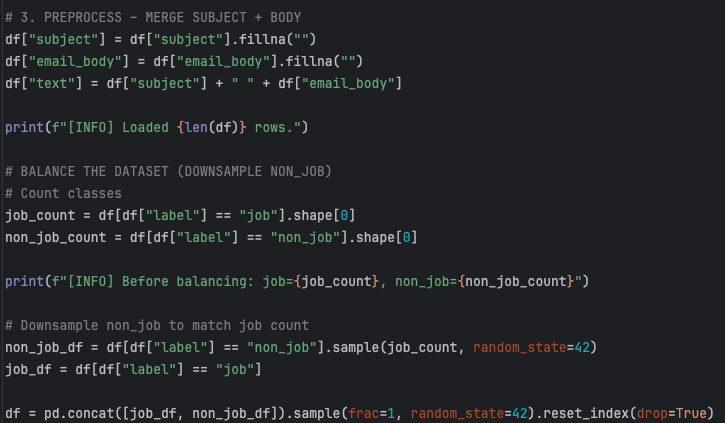 # 3. PREPROCESS – MERGE SUBJECT + BODY
df["subject"] = df["subject"].fillna("")
df["email_body"] = df["email_body"].fillna("")
df["text"] = df["subject"] + " " + df["email_body"]
print(f"[INFO] Loaded {len(df)} rows.")
# BALANCE THE DATASET (DOWNSAMPLE NON_JOB)
# Count classes
job_count = df[df["label"] == "job"].shape[0]
non_job_count = df[df["label"] == "non_job"].shape[0]
print(f"[INFO] Before balancing: job={job_count}, non_job={non_job_count}")
# Downsample non_job to match job count
non_job_df = df[df["label"] == "non_job"].sample(job_count, random_state=42)
job_df = df[df["label"] == "job"]
df = pd.concat([job_df, non_job_df]).sample(frac=1, random_state=42).reset_index(drop=True)